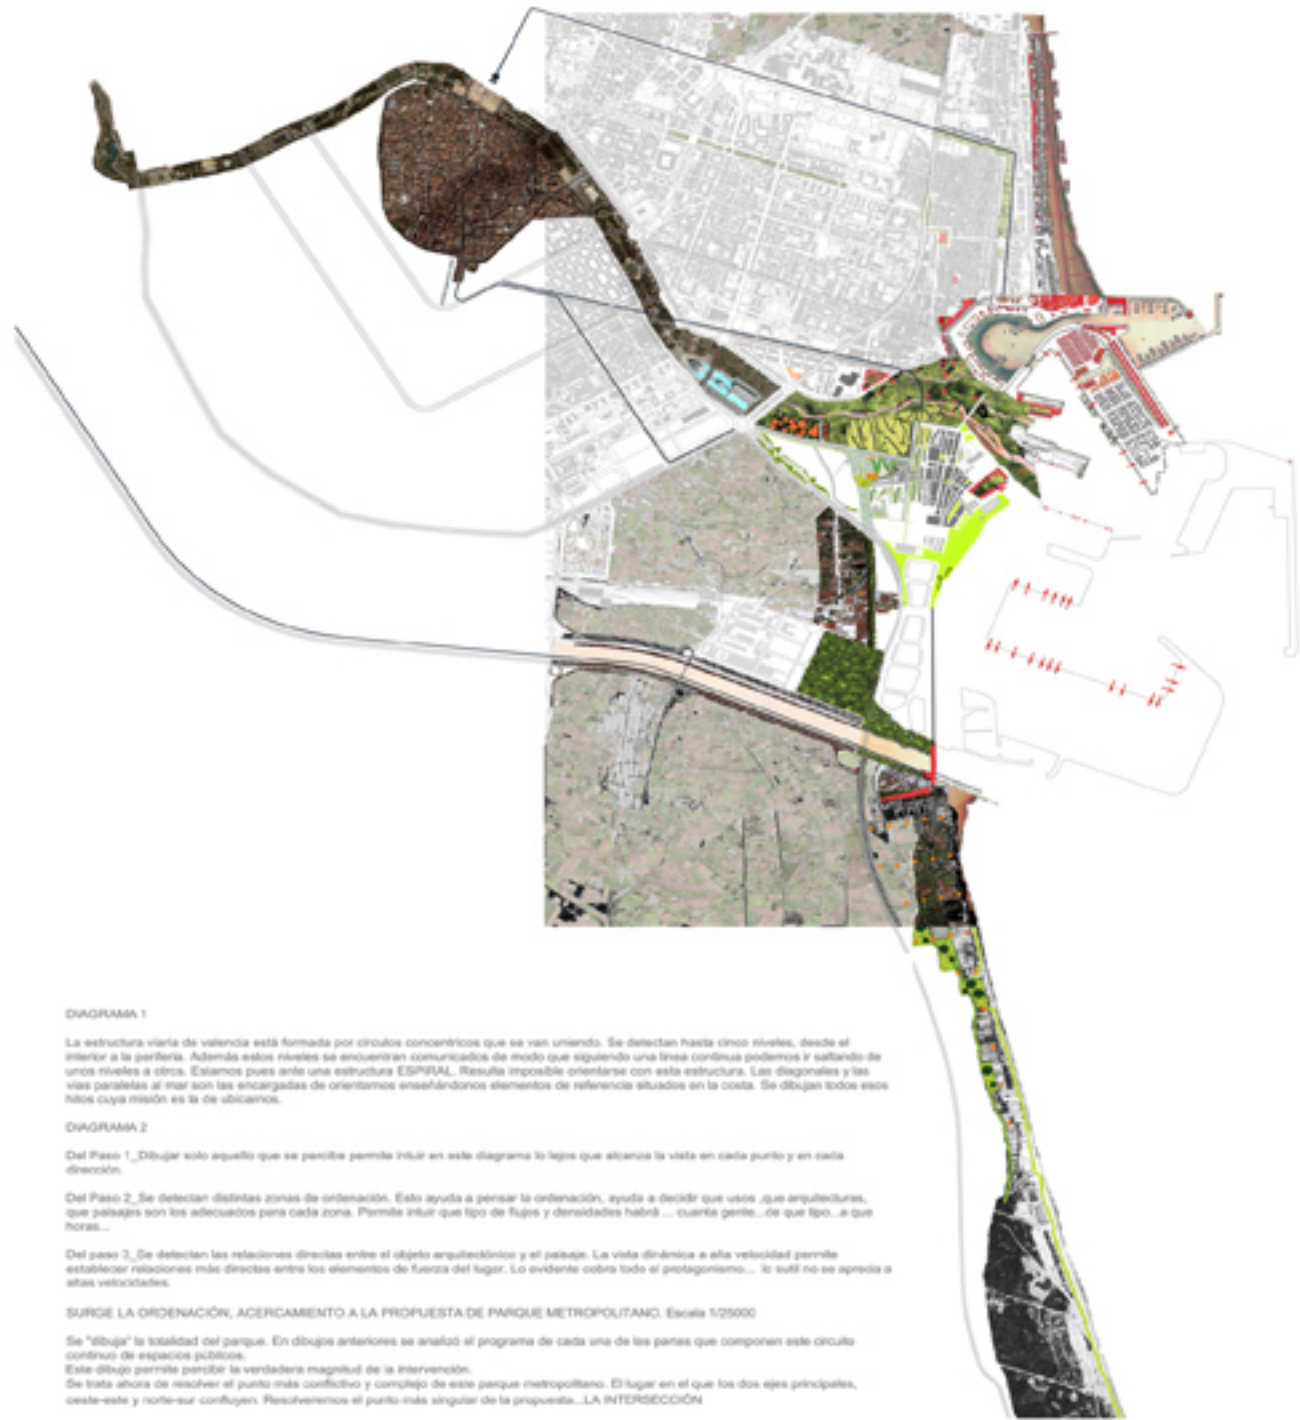 DIAGRAMA 1
La estructura viaria de valencia está formada por círculos concentricos que se van uniendo. Se detectan hasta cinco niveles, desde el
interior a la periferia. Además estos niveles se encuentran comunicados de modo que siguiendo una linea continua podemos ir saltando de
unos niveles a otros. Estamos pues ante una estructura ESPIRAL. Resulta imposible orientarse con esta estructura. Las diagonales y las
vias paralelas al mar son las encargadas de orientarnos enseñándonos elementos de referencia situados en la costa. Se dibujan todos esos
hitos cuya misión es la de ubicarnos.
DIAGRAMA 2
Del Paso 1_Dibujar solo aquello que se percibe permite intuir en este diagrama lo lejos que alcanza la vista en cada punto y en cada
dirección.
Del Paso 2_Se detectan distintas zonas de ordenación. Esto ayuda a pensar la ordenación, ayuda a decidir que usos ,que arquitecturas,
que paisajes son los adecuados para cada zona. Permite intuir que tipo de flujos y densidades habrá ... cuanta gente...de que tipo...a que
horas...
Del paso 3_Se detectan las relaciones directas entre el objeto arquitectónico y el paisaje. La vista dinámica a alta velocidad permite
establecer relaciones más directas entre los elementos de fuerza del lugar. Lo evidente cobra todo el protagonismo... lo sutil no se aprecia a
altas velocidades.
SURGE LA ORDENACIÓN, ACERCAMIENTO A LA PROPUESTA DE PARQUE METROPOLITANO. Escala 1/25000
Se "dibuja" la totalidad del parque. En dibujos anteriores se analizó el programa de cada una de las partes que componen este circuito
continuo de espacios públicos.
Este dibujo permite percibir la verdadera magnitud de la intervención.
Se trata ahora de resolver el punto más conflictivo y complejo de este parque metropolitano. El lugar en el que los dos ejes principales,
oeste-este y norte-sur confluyen. Resolveremos el punto más singular de la propuesta...LA INTERSECCIÓN